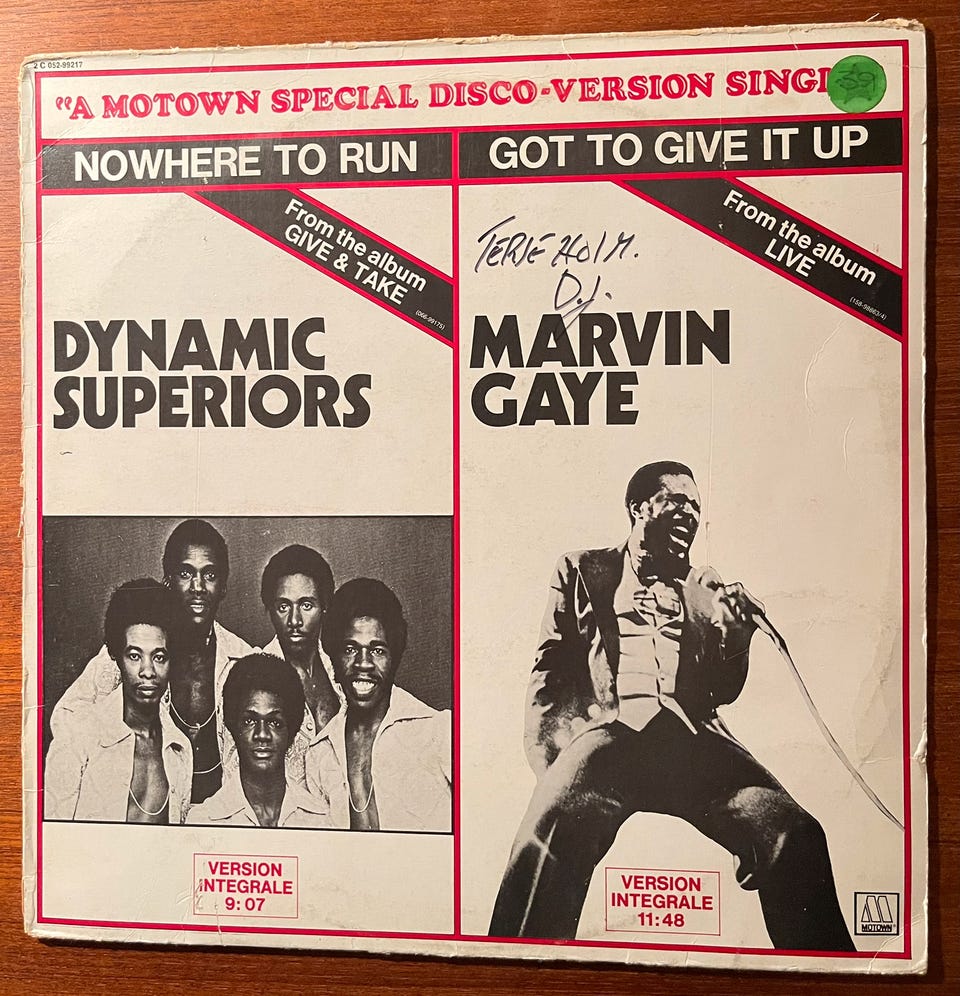 2 C 052-99217
"A MOTOWN SPECIAL DISCO-VERSION SINGL
39
NOWHERE TO RUN
From the album
GIVE & TAKE
(066-99175)
DYNAMIC
SUPERIORS
VERSION
INTEGRALE
9:07
GOT TO GIVE IT UP
From the album
LIVE
(158-98863/4)
TERJE HOLM.
D.J.
MARVIN
GAYE
VERSION
INTEGRALE
11:48
M
MOTOWN